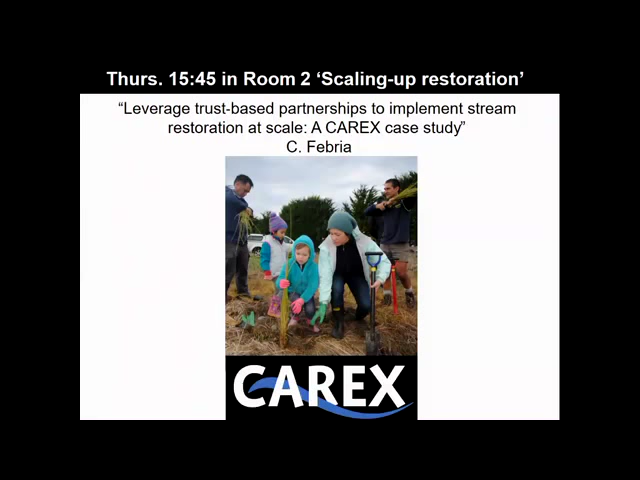 Thurs. 15:45 in Room 2 ‘Scaling-up restoration’
“Leverage trust-based partnerships to implement stream
restoration at scale: A CAREX case study”
C. Febria
CAREX